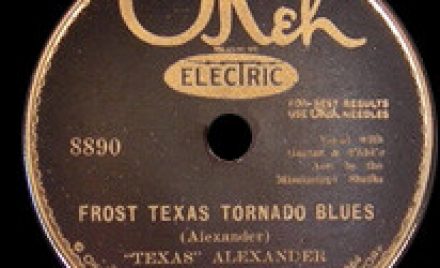 OKeh
ELECTRIC
FOR BEST RESULTS
USE OKeh NEEDLES
8890
Vocal with
Guitar &
Acc by the
Mississippi Sheiks
FROST TEXAS TORNADO BLUES
(Alexander)
"TEXAS" ALEXANDER